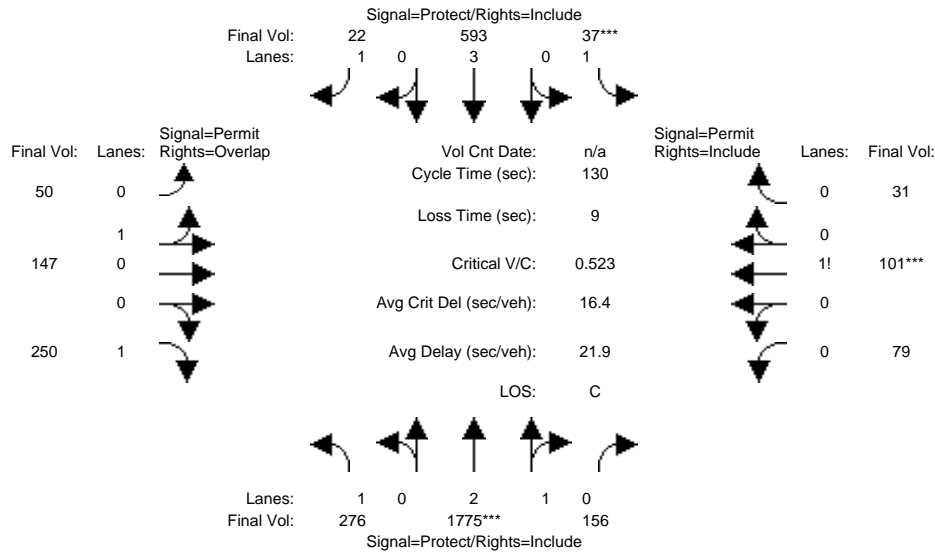 Signal=Protect/Rights=Include
Final Vol: 22 593 37***
Lanes: 1 0 3 0 1
Signal=Permit
Final Vol: Lanes: Rights=Overlap
Vol Cnt Date: n/a
Signal=Permit
Rights=Include Lanes: Final Vol:
Cycle Time (sec): 130
50 0
0 31
Loss Time (sec): 9
1
0
147 0
Critical V/C: 0.523
1! 101***
0
Avg Crit Del (sec/veh): 16.4
0
250 1
Avg Delay (sec/veh): 21.9
0 79
LOS: C
Lanes: 1 0 2 1 0
Final Vol: 276 1775*** 156
Signal=Protect/Rights=Include